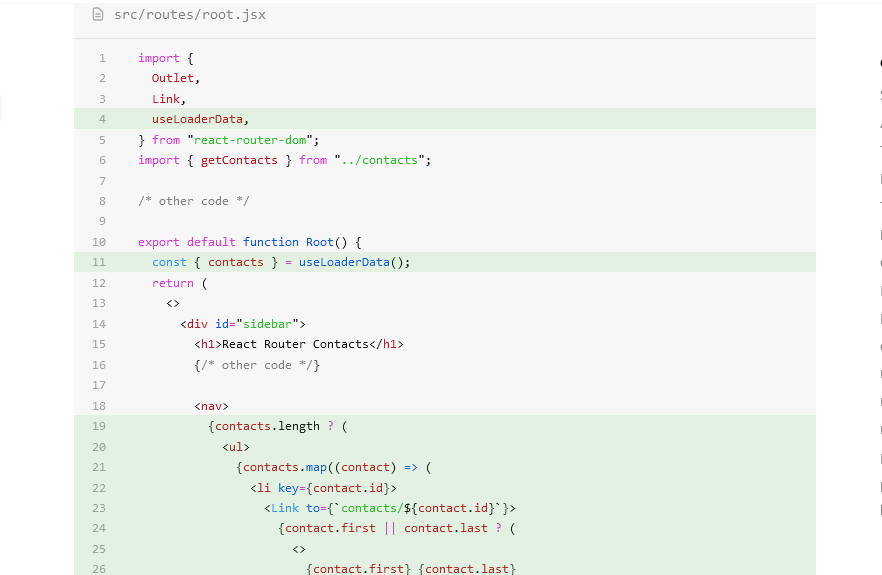 src/routes/root.jsx
1 import {
2 Outlet,
3 Link,
4 useLoaderData,
5 } from "react-router-dom";
6 import { getContacts } from "../contacts";
7
8 /* other code */
9
10 export default function Root() {
11 const { contacts } = useLoaderData();
12 return (
13 <>
14 <div id="sidebar">
15 <h1>React Router Contacts</h1>
16 {/* other code */}
17
18 <nav>
19 {contacts.length ? (
20 <ul>
21 {contacts.map((contact) => (
22 <li key={contact.id}>
23 <Link to={`contacts/${contact.id}`}>
24 {contact.first || contact.last ? (
25 <>
26 {contact.first} {contact.last}